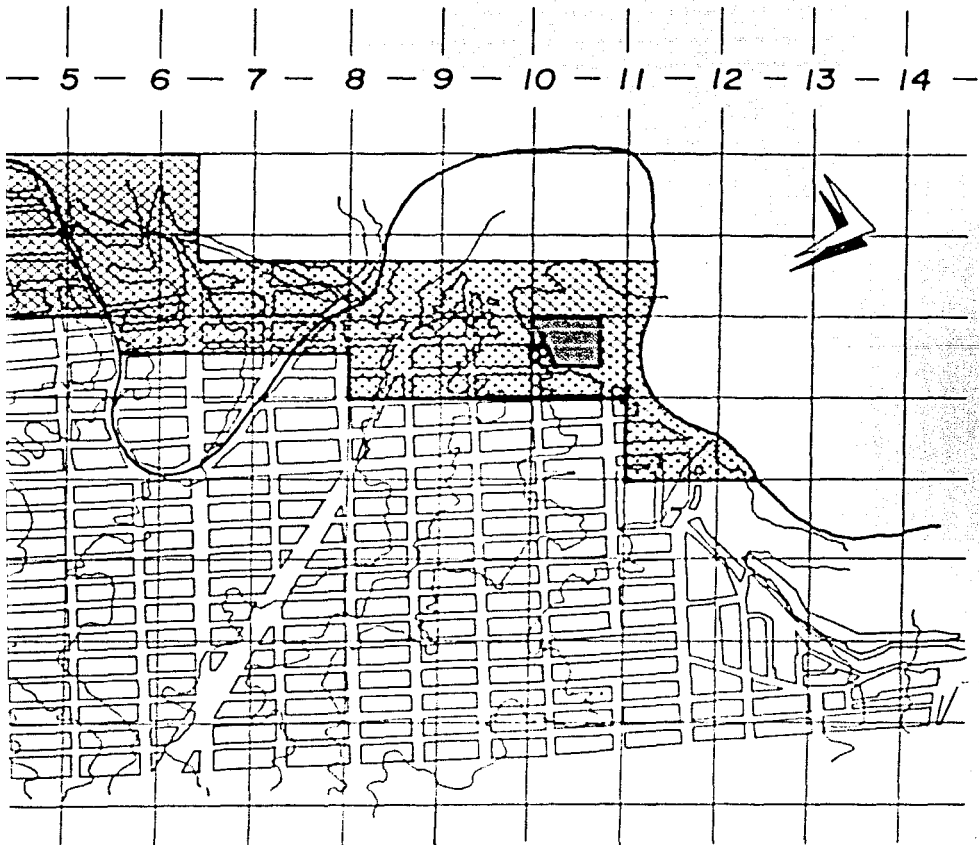 — 5 — 6 — 7 — 8 — 9 — 10 — 11 — 12 — 13 — 14 —